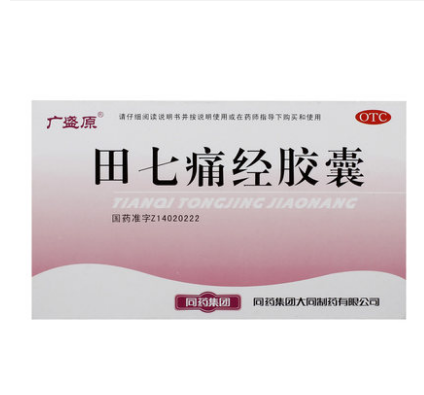 广盛原®
请仔细阅读说明书并按说明使用或在药师指导下购买和使用
OTC
田七痛经胶囊
TIANQI TONGJING JIAONANG
国药准字Z14020222
同药集团
同药集团大同制药有限公司